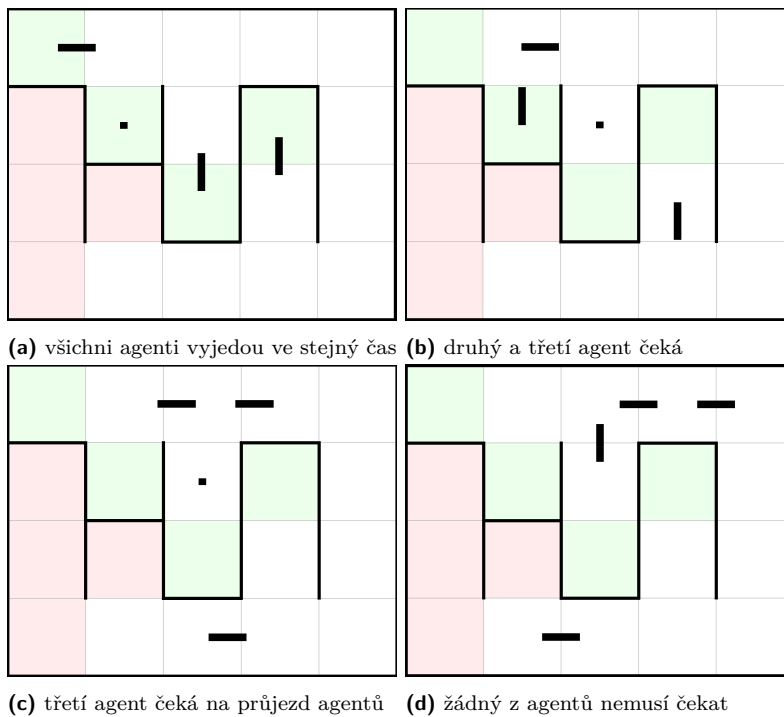 (a) všichni agenti vyjedou ve stejný čas
(b) druhý a třetí agent čeká
(c) třetí agent čeká na průjezd agentů
(d) žádný z agentů nemusí čekat